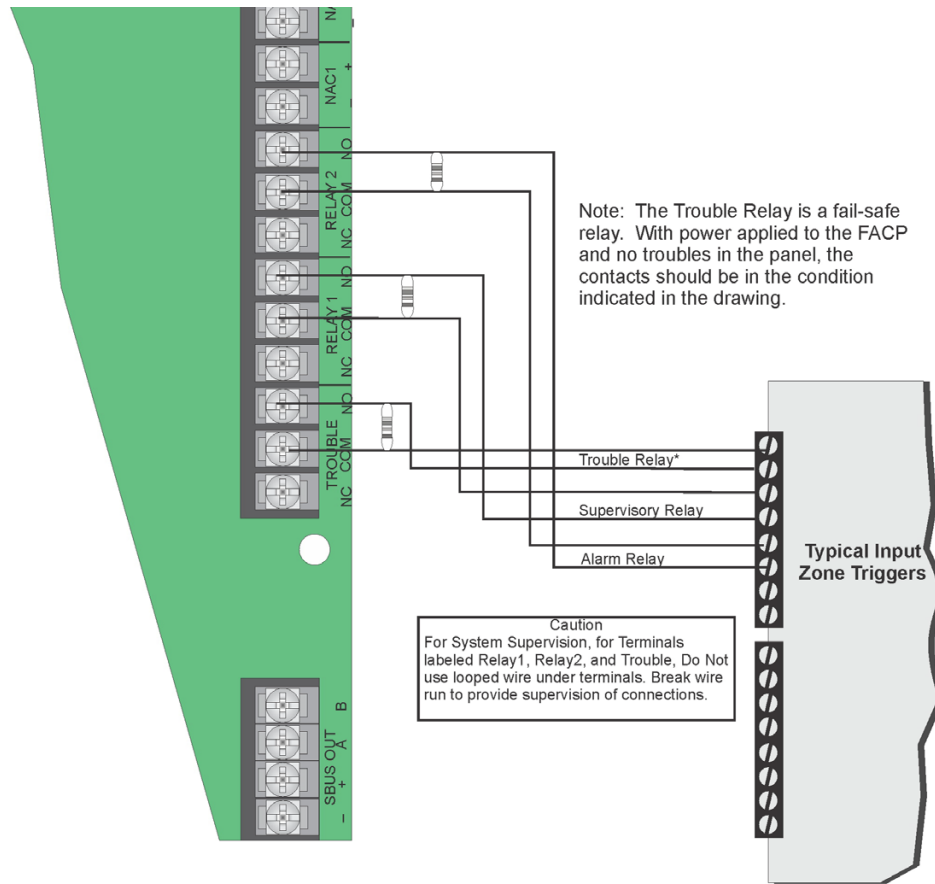 NA
–
NAC1
+
–
NO
RELAY 2
COM
NC
NO
RELAY 1
COM
NC
NO
TROUBLE
COM
NC
Note: The Trouble Relay is a fail-safe
relay. With power applied to the FACP
and no troubles in the panel, the
contacts should be in the condition
indicated in the drawing.
Trouble Relay*
Supervisory Relay
Alarm Relay
Typical Input
Zone Triggers
Caution
For System Supervision, for Terminals
labeled Relay1, Relay2, and Trouble, Do Not
use looped wire under terminals. Break wire
run to provide supervision of connections.
B
A
SBUS OUT
+
–